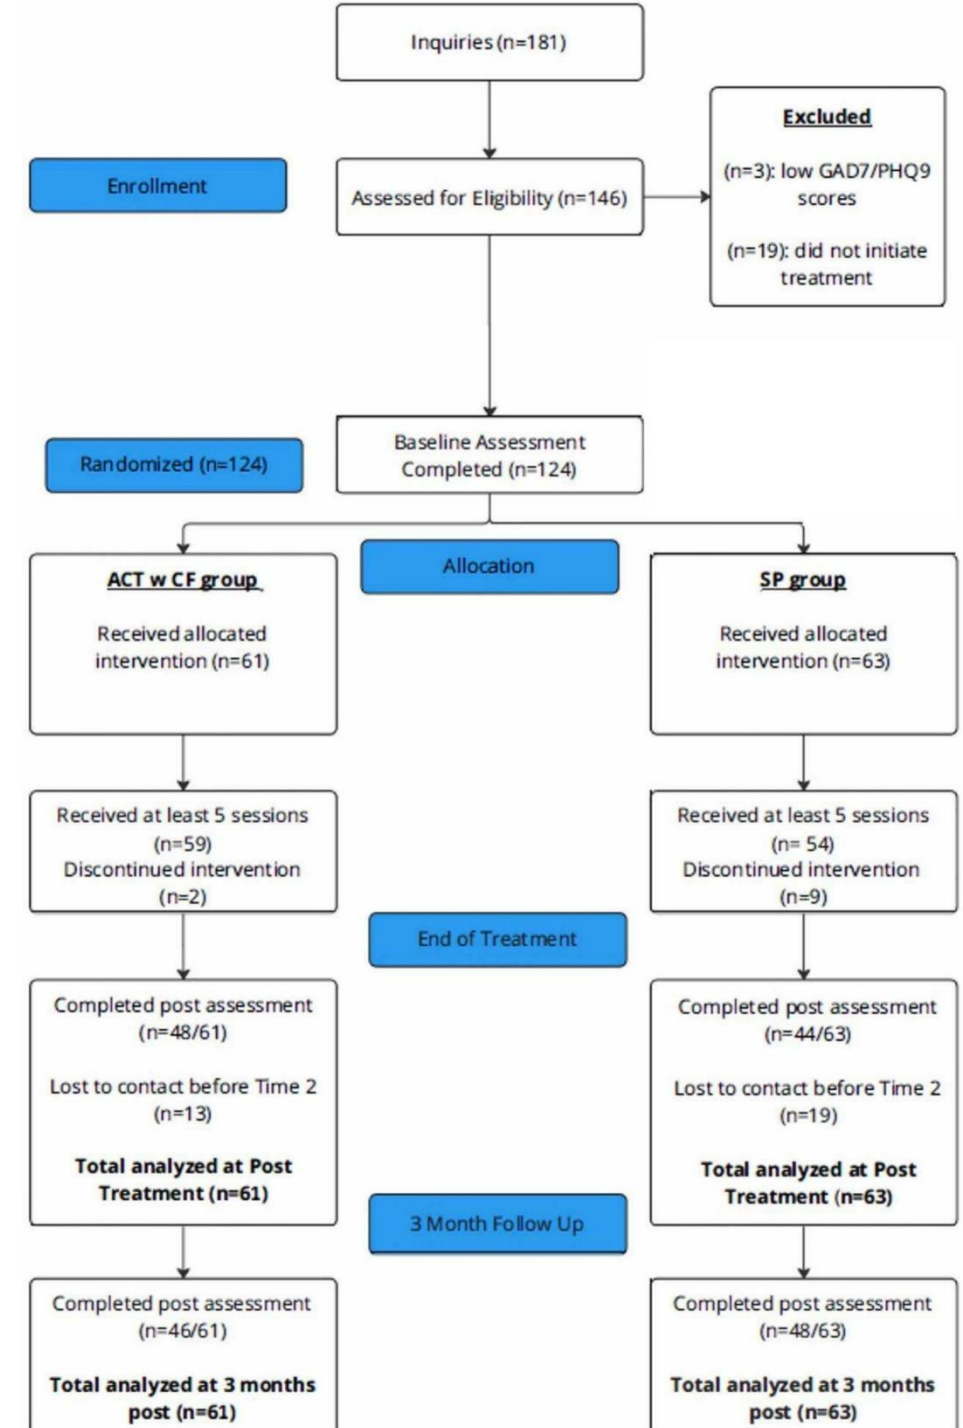 Inquiries (n=181)
Excluded
(n=3): low GAD7/PHQ9
scores
(n=19): did not initiate
treatment
Enrollment
Assessed for Eligibility (n=146)
Randomized (n=124)
Baseline Assessment
Completed (n=124)
Allocation
ACT w CF group
Received allocated
intervention (n=61)
SP group
Received allocated
intervention (n=63)
Received at least 5 sessions
(n=59)
Discontinued intervention
(n=2)
Received at least 5 sessions
(n= 54)
Discontinued intervention
(n=9)
End of Treatment
Completed post assessment
(n=48/61)
Lost to contact before Time 2
(n=13)
Total analyzed at Post
Treatment (n=61)
Completed post assessment
(n=44/63)
Lost to contact before Time 2
(n=19)
Total analyzed at Post
Treatment (n=63)
3 Month Follow Up
Completed post assessment
(n=46/61)
Total analyzed at 3 months
post (n=61)
Completed post assessment
(n=48/63)
Total analyzed at 3 months
post (n=63)